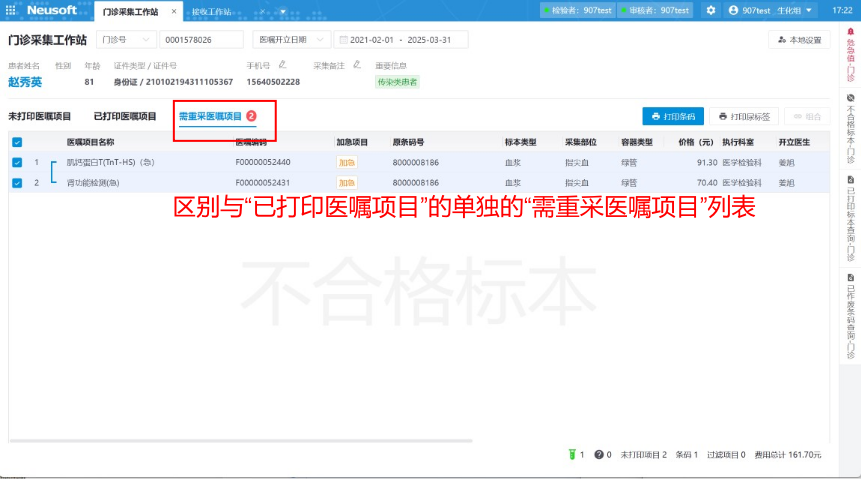 Neusoft 门诊采集工作站 × 接收工作站 × 检验者：907test 审核者：907test 907test_生化组 17:22
门诊采集工作站 门诊号 0001578026 医嘱开立日期 2021-02-01 - 2025-03-31 本地设置
患者姓名 性别 年龄 证件类型 / 证件号 手机号 采集备注 重要信息
赵秀英 81 身份证 / 210102194311105367 15640502228 传染类患者
未打印医嘱项目 已打印医嘱项目 需重采医嘱项目 2 打印条码 打印尿标签 组合
医嘱项目名称 医嘱编码 加急项目 原条码号 标本类型 采集部位 容器类型 价格（元） 执行科室 开立医生
1 肌钙蛋白T(TnT-HS)（急） F00000052440 加急 8000008186 血浆 指尖血 绿管 91.30 医学检验科 姜旭
2 肾功能检测(急) F00000052431 加急 8000008186 血浆 指尖血 绿管 70.40 医学检验科 姜旭
区别与“已打印医嘱项目”的单独的“需重采医嘱项目”列表
不合格标本
1 0 未打印项目 2 条码 1 过滤项目 0 费用总计 161.70元
危急值-门诊
不合格标本-门诊
已打印标本查询-门诊
已作废条码查询-门诊